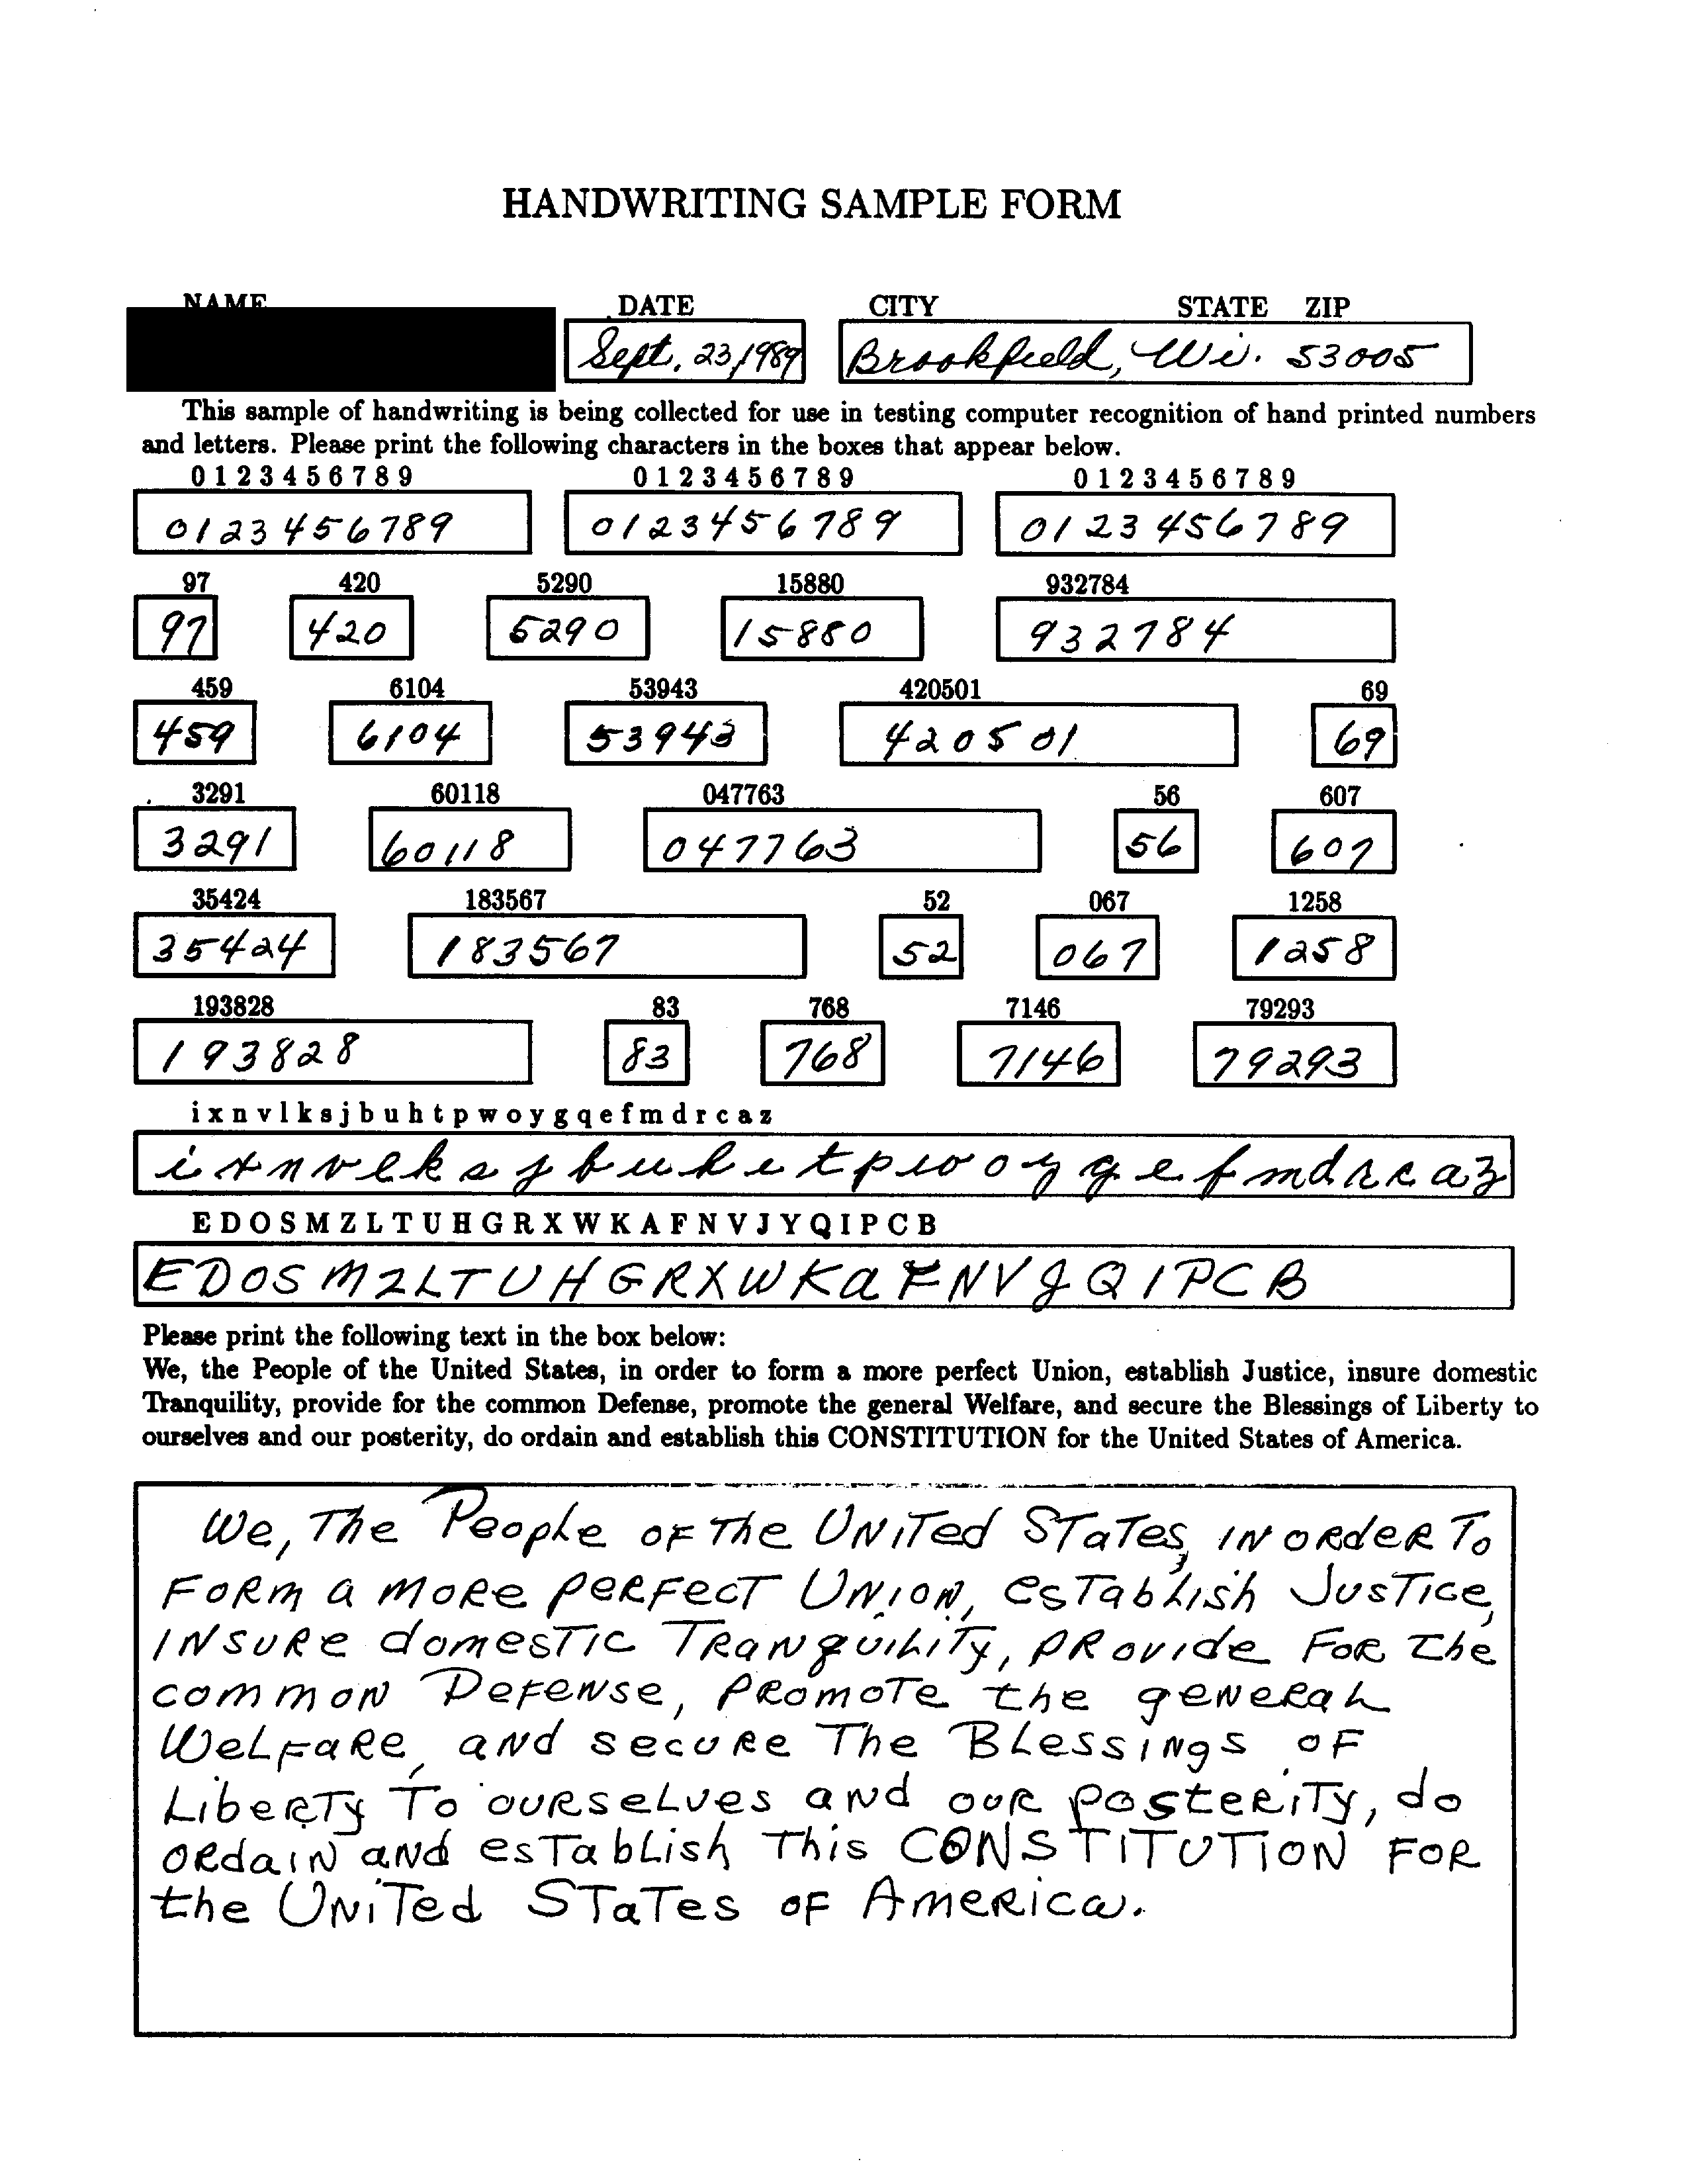 HANDWRITING SAMPLE FORM
NAME DATE CITY STATE ZIP
Sept. 23, 1989 Brookfield, Wi. 53005
This sample of handwriting is being collected for use in testing computer recognition of hand printed numbers
and letters. Please print the following characters in the boxes that appear below.
0 1 2 3 4 5 6 7 8 9 0 1 2 3 4 5 6 7 8 9 0 1 2 3 4 5 6 7 8 9
0123456789 0123456789 0123456789
97 420 5290 15880 932784
97 420 5290 15880 932784
459 6104 53943 420501 69
459 6104 53943 420501 69
3291 60118 047763 56 607
3291 60118 047763 56 607
35424 183567 52 067 1258
35424 183567 52 067 1258
193828 83 768 7146 79293
193828 83 768 7146 79293
i x n v l k s j b u h t p w o y g q e f m d r c a z
i x n v l k s j b u h i t p w o y g q e f m d r c a z
E D O S M Z L T U H G R X W K A F N V J Y Q I P C B
E D O S M Z L T U H G R X W K a F N V J Q I P C B
Please print the following text in the box below:
We, the People of the United States, in order to form a more perfect Union, establish Justice, insure domestic
Tranquility, provide for the common Defense, promote the general Welfare, and secure the Blessings of Liberty to
ourselves and our posterity, do ordain and establish this CONSTITUTION for the United States of America.
We, The People OF The UNiTed STaTes, IN ORdeR To
FoRm a moRe peRFecT UNION, esTabLish JusTice,
INSURe domesTIC TRaNquiLiTy, pRovide FoR the
common DeFeNse, PRomoTe the geNeRaL
WeLFaRe, aNd secuRe The BLessiNgs oF
LibeRTy To ouRseLves aNd ouR posteRiTy, do
oRdaiN aNd esTabLish This CONSTITUTION FoR
the UNiTed STaTes oF AmeRica.